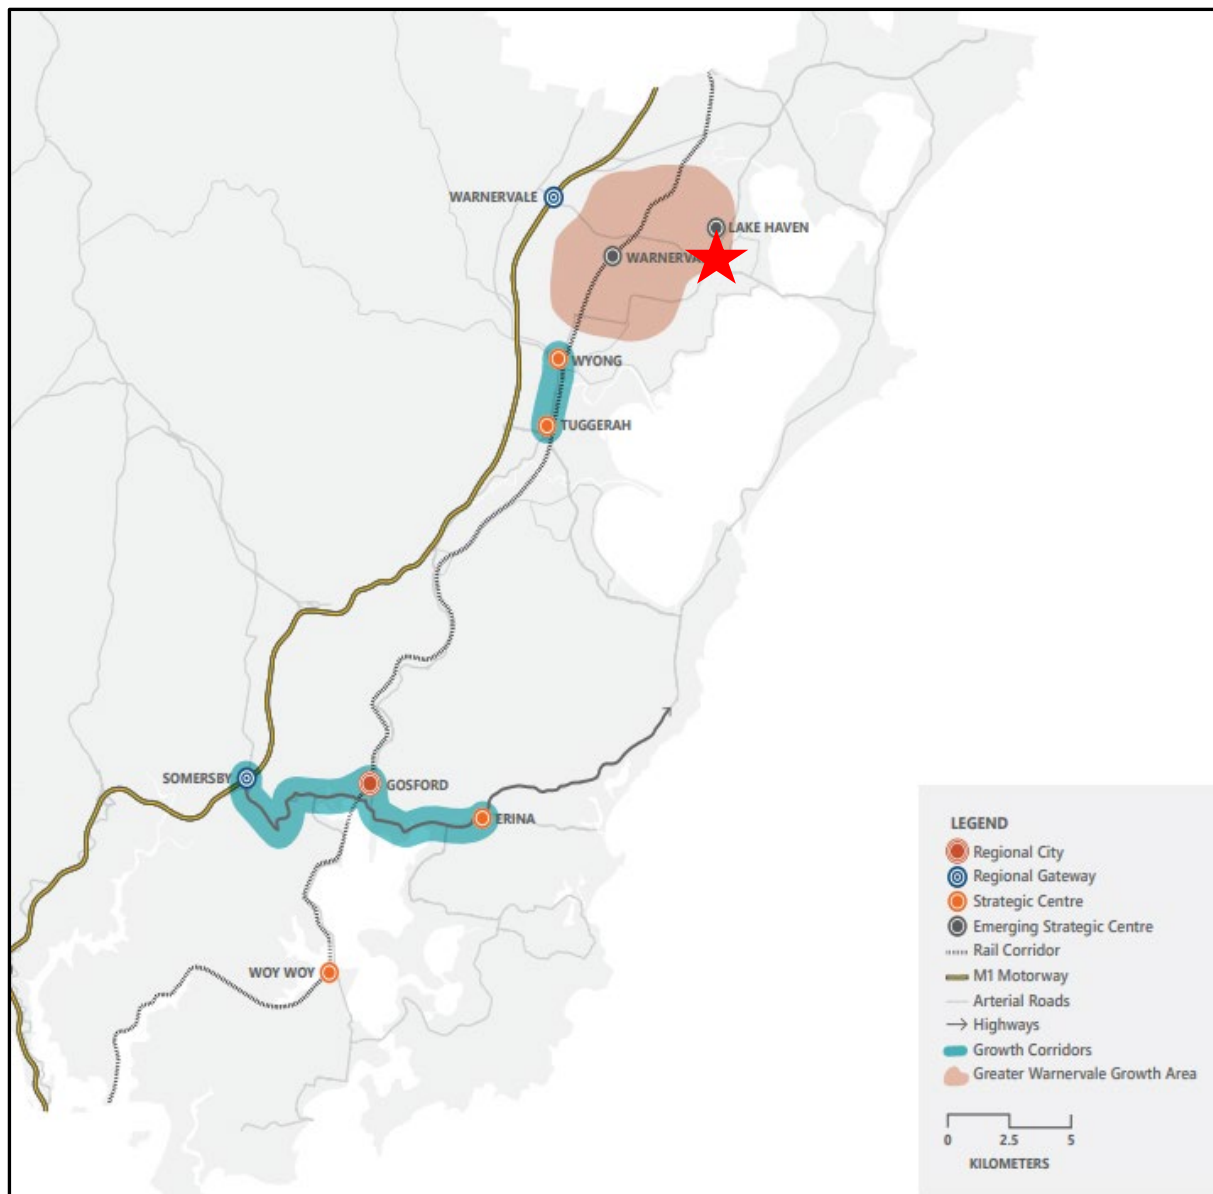 WARNERVALE
LAKE HAVEN
WARNERVA
WYONG
TUGGERAH
SOMERSBY
GOSFORD
ERINA
WOY WOY
LEGEND
Regional City
Regional Gateway
Strategic Centre
Emerging Strategic Centre
Rail Corridor
M1 Motorway
Arterial Roads
Highways
Growth Corridors
Greater Warnervale Growth Area
0 2.5 5
KILOMETERS